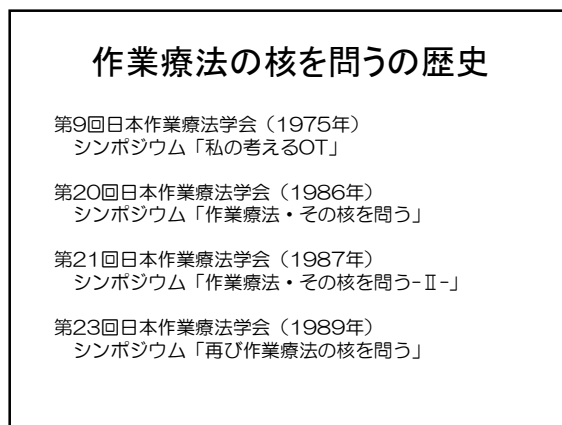 作業療法の核を問うの歴史
第9回日本作業療法学会（1975年）
シンポジウム「私の考えるOT」
第20回日本作業療法学会（1986年）
シンポジウム「作業療法・その核を問う」
第21回日本作業療法学会（1987年）
シンポジウム「作業療法・その核を問う-Ⅱ-」
第23回日本作業療法学会（1989年）
シンポジウム「再び作業療法の核を問う」